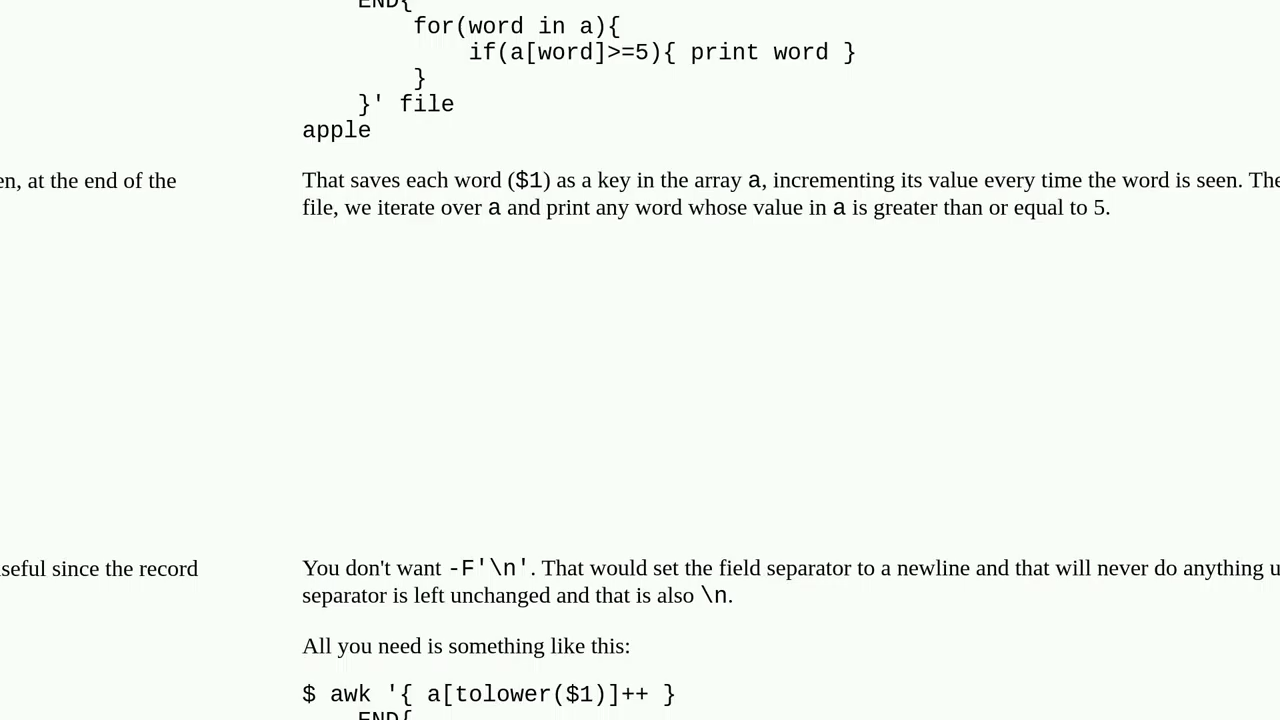 END{
for(word in a){
if(a[word]>=5){ print word }
}
}' file
apple
en, at the end of the
That saves each word ($1) as a key in the array a, incrementing its value every time the word is seen. The
file, we iterate over a and print any word whose value in a is greater than or equal to 5.
seful since the record
You don't want -F'\n'. That would set the field separator to a newline and that will never do anything u
separator is left unchanged and that is also \n.
All you need is something like this:
$ awk '{ a[tolower($1)]++ }
END{